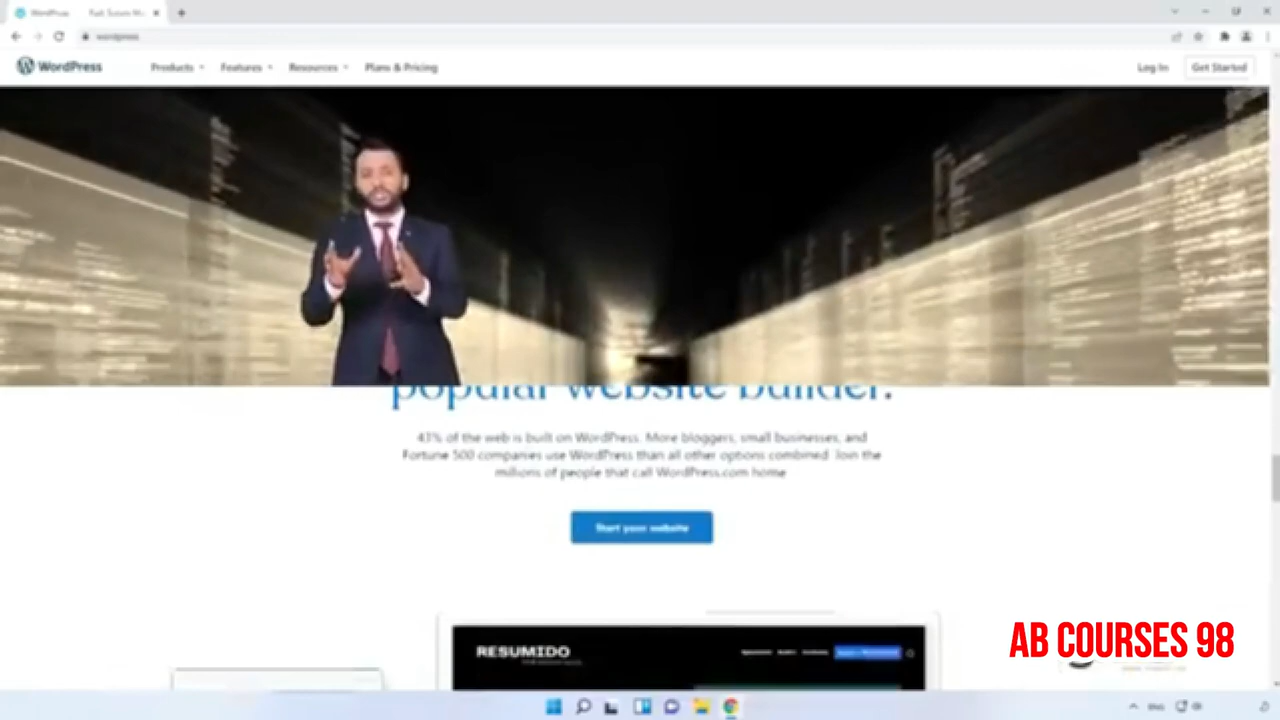 WordPress
WordPress Products Features Resources Plans & Pricing Log In Get Started
popular website builder.
of the web is built on WordPress. More bloggers, small businesses, and
Fortune 500 companies use WordPress than all other options combined. Join the
millions of people that call WordPress.com home
Start your website
RESUMIDO
AB COURSES 98